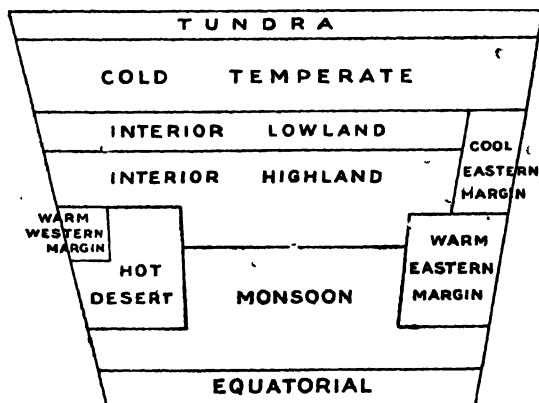 TUNDRA
COLD TEMPERATE
INTERIOR LOWLAND
COOL
EASTERN
MARGIN
INTERIOR HIGHLAND
WARM
WESTERN
MARGIN
HOT
DESERT
MONSOON
WARM
EASTERN
MARGIN
EQUATORIAL